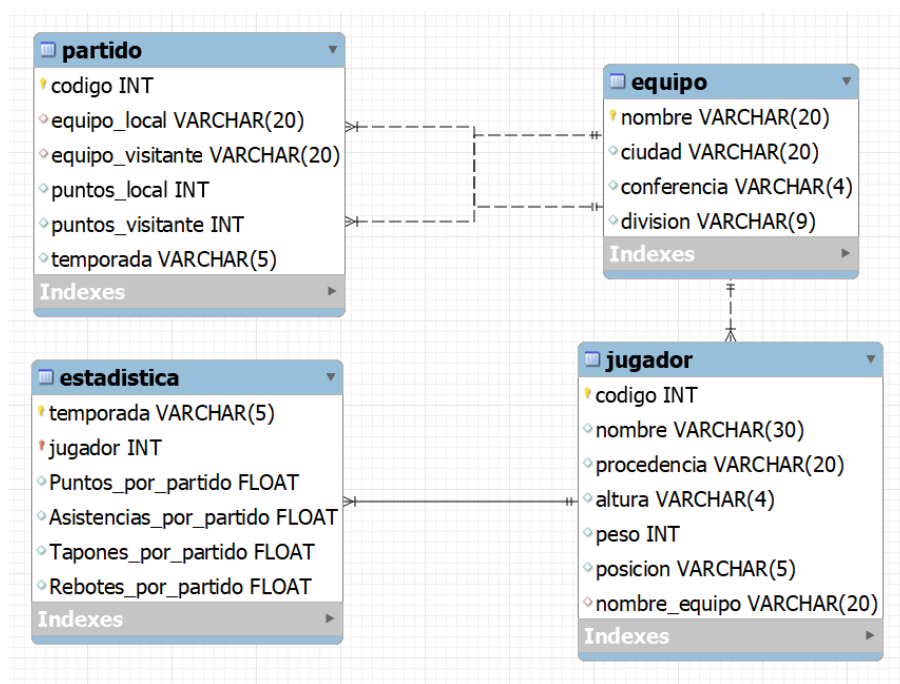 partido
codigo INT
equipo_local VARCHAR(20)
equipo_visitante VARCHAR(20)
puntos_local INT
puntos_visitante INT
temporada VARCHAR(5)
Indexes
equipo
nombre VARCHAR(20)
ciudad VARCHAR(20)
conferencia VARCHAR(4)
division VARCHAR(9)
Indexes
estadistica
temporada VARCHAR(5)
jugador INT
Puntos_por_partido FLOAT
Asistencias_por_partido FLOAT
Tapones_por_partido FLOAT
Rebotes_por_partido FLOAT
Indexes
jugador
codigo INT
nombre VARCHAR(30)
procedencia VARCHAR(20)
altura VARCHAR(4)
peso INT
posicion VARCHAR(5)
nombre_equipo VARCHAR(20)
Indexes